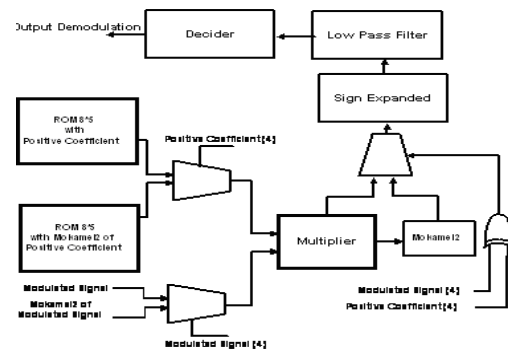 Output Demodulation
Decider
Low Pass Filter
Sign Expanded
ROM 8*5
with
Positive Coefficient
Positive Coefficient[4]
ROM 8*5
with Mokamel2 of
Positive Coefficient
Multiplier
Mokamel2
Modulated Signal
Mokamel2 of
Modulated Signal
Modulated Signal [4]
Positive Coefficient[4]
Modulated Signal [4]